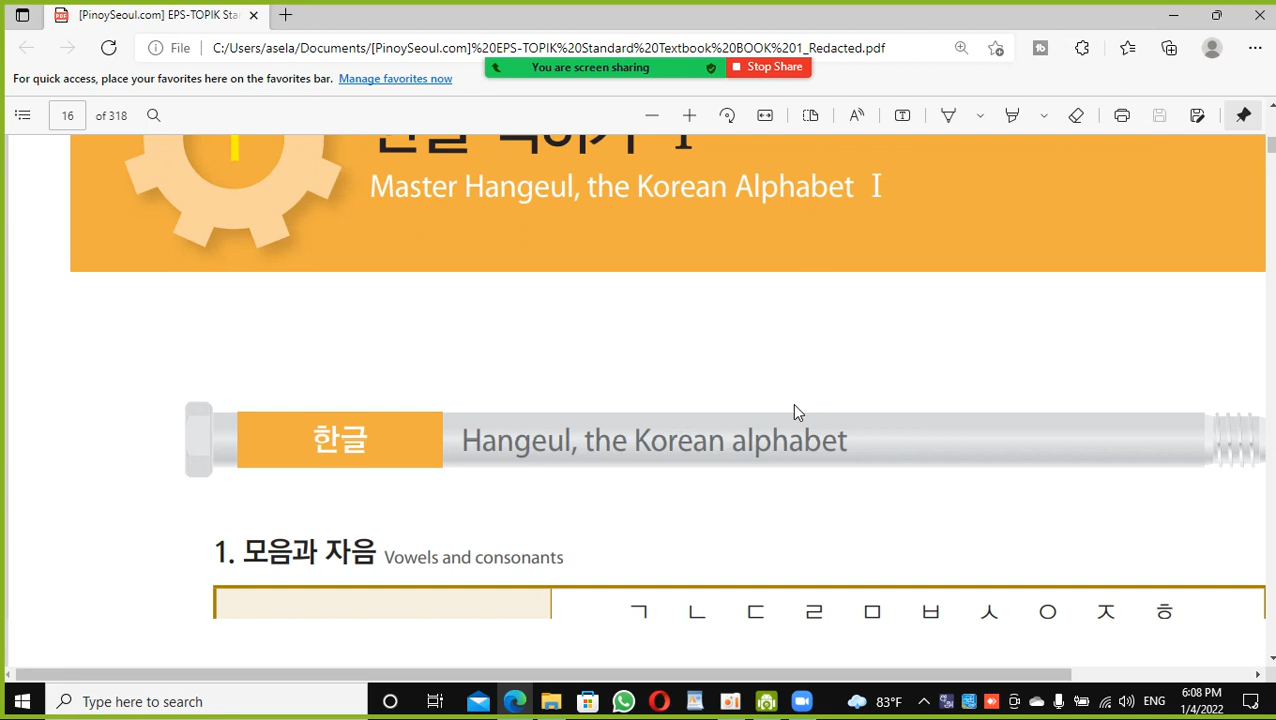 [PinoySeoul.com] EPS-TOPIK Sta
File C:/Users/asela/Documents/[PinoySeoul.com]%20EPS-TOPIK%20Standard%20Textbook%20BOOK%201_Redacted.pdf
You are screen sharing Stop Share
For quick access, place your favorites here on the favorites bar. Manage favorites now
16 of 318
Master Hangeul, the Korean Alphabet I
한글 Hangeul, the Korean alphabet
1. 모음과 자음 Vowels and consonants
ㄱ ㄴ ㄷ ㄹ ㅁ ㅂ ㅅ ㅇ ㅈ ㅎ
Type here to search
83°F
ENG
6:08 PM
1/4/2022